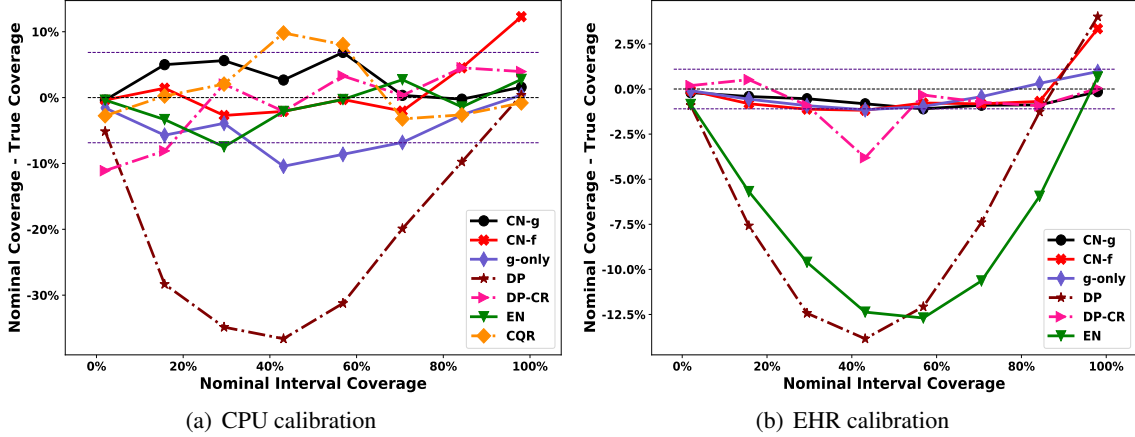 Nominal Coverage - True Coverage
10%
0%
-10%
-20%
-30%
CN-g
CN-f
g-only
DP
DP-CR
EN
CQR
0% 20% 40% 60% 80% 100%
Nominal Interval Coverage
(a) CPU calibration
Nominal Coverage - True Coverage
2.5%
0.0%
-2.5%
-5.0%
-7.5%
-10.0%
-12.5%
CN-g
CN-f
g-only
DP
DP-CR
EN
0% 20% 40% 60% 80% 100%
Nominal Interval Coverage
(b) EHR calibration